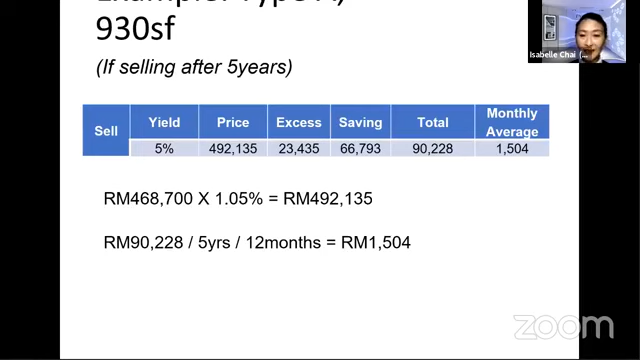 Example: Type A,
930sf
(If selling after 5years)
Sell Yield Price Excess Saving Total Monthly Average
5% 492,135 23,435 66,793 90,228 1,504
RM468,700 X 1.05% = RM492,135
RM90,228 / 5yrs / 12months = RM1,504
Isabelle Chai (
zoom